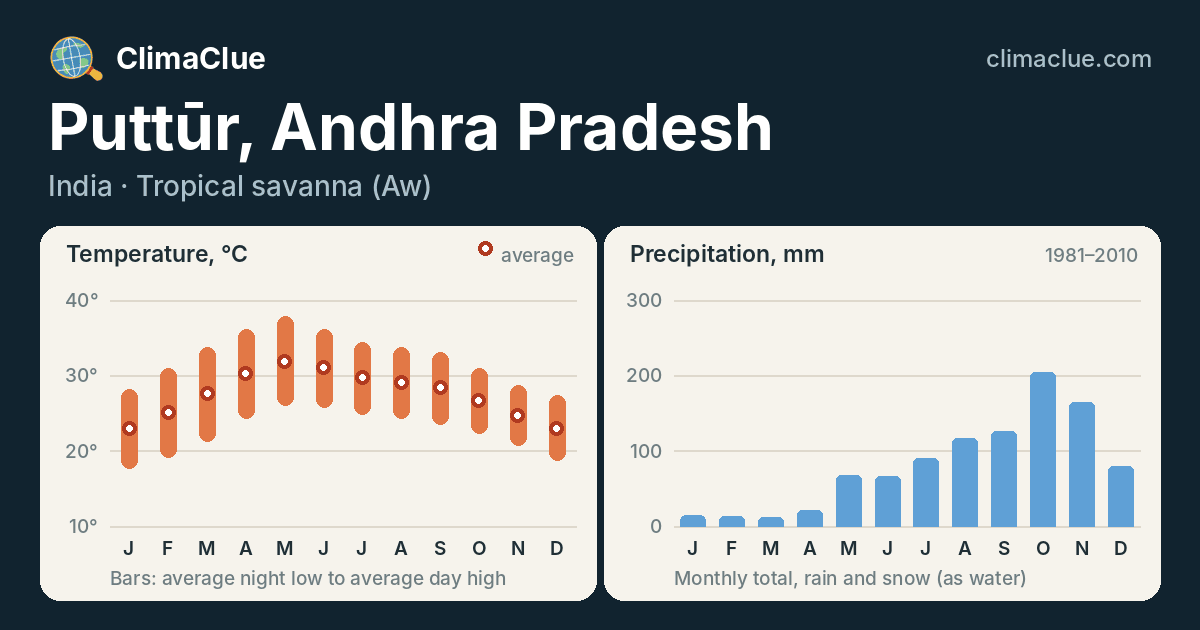 ClimaClue
climaclue.com
Puttūr, Andhra Pradesh
India · Tropical savanna (Aw)
Temperature, °C
average
40°
30°
20°
10°
J F M A M J J A S O N D
Bars: average night low to average day high
Precipitation, mm
1981–2010
300
200
100
0
J F M A M J J A S O N D
Monthly total, rain and snow (as water)